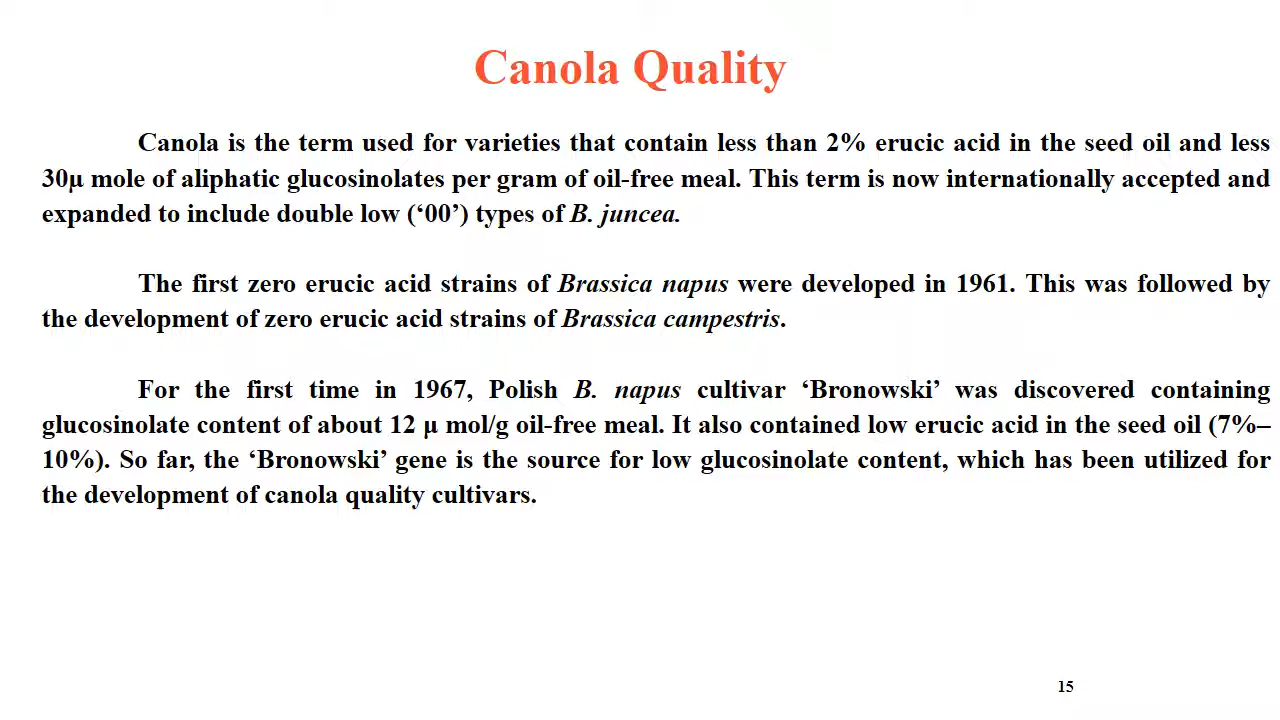 Canola Quality
Canola is the term used for varieties that contain less than 2% erucic acid in the seed oil and less
30μ mole of aliphatic glucosinolates per gram of oil-free meal. This term is now internationally accepted and
expanded to include double low (‘00’) types of B. juncea.
The first zero erucic acid strains of Brassica napus were developed in 1961. This was followed by
the development of zero erucic acid strains of Brassica campestris.
For the first time in 1967, Polish B. napus cultivar ‘Bronowski’ was discovered containing
glucosinolate content of about 12 μ mol/g oil-free meal. It also contained low erucic acid in the seed oil (7%–
10%). So far, the ‘Bronowski’ gene is the source for low glucosinolate content, which has been utilized for
the development of canola quality cultivars.
15